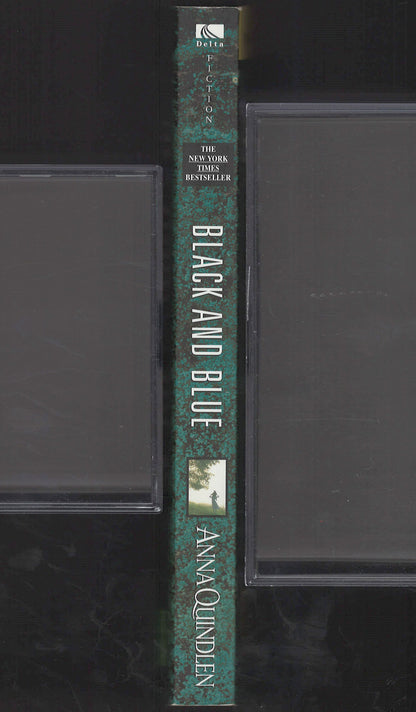 Delta
FICTION
THE
NEW YORK
TIMES
BESTSELLER
BLACK AND BLUE
ANNA QUINDLEN